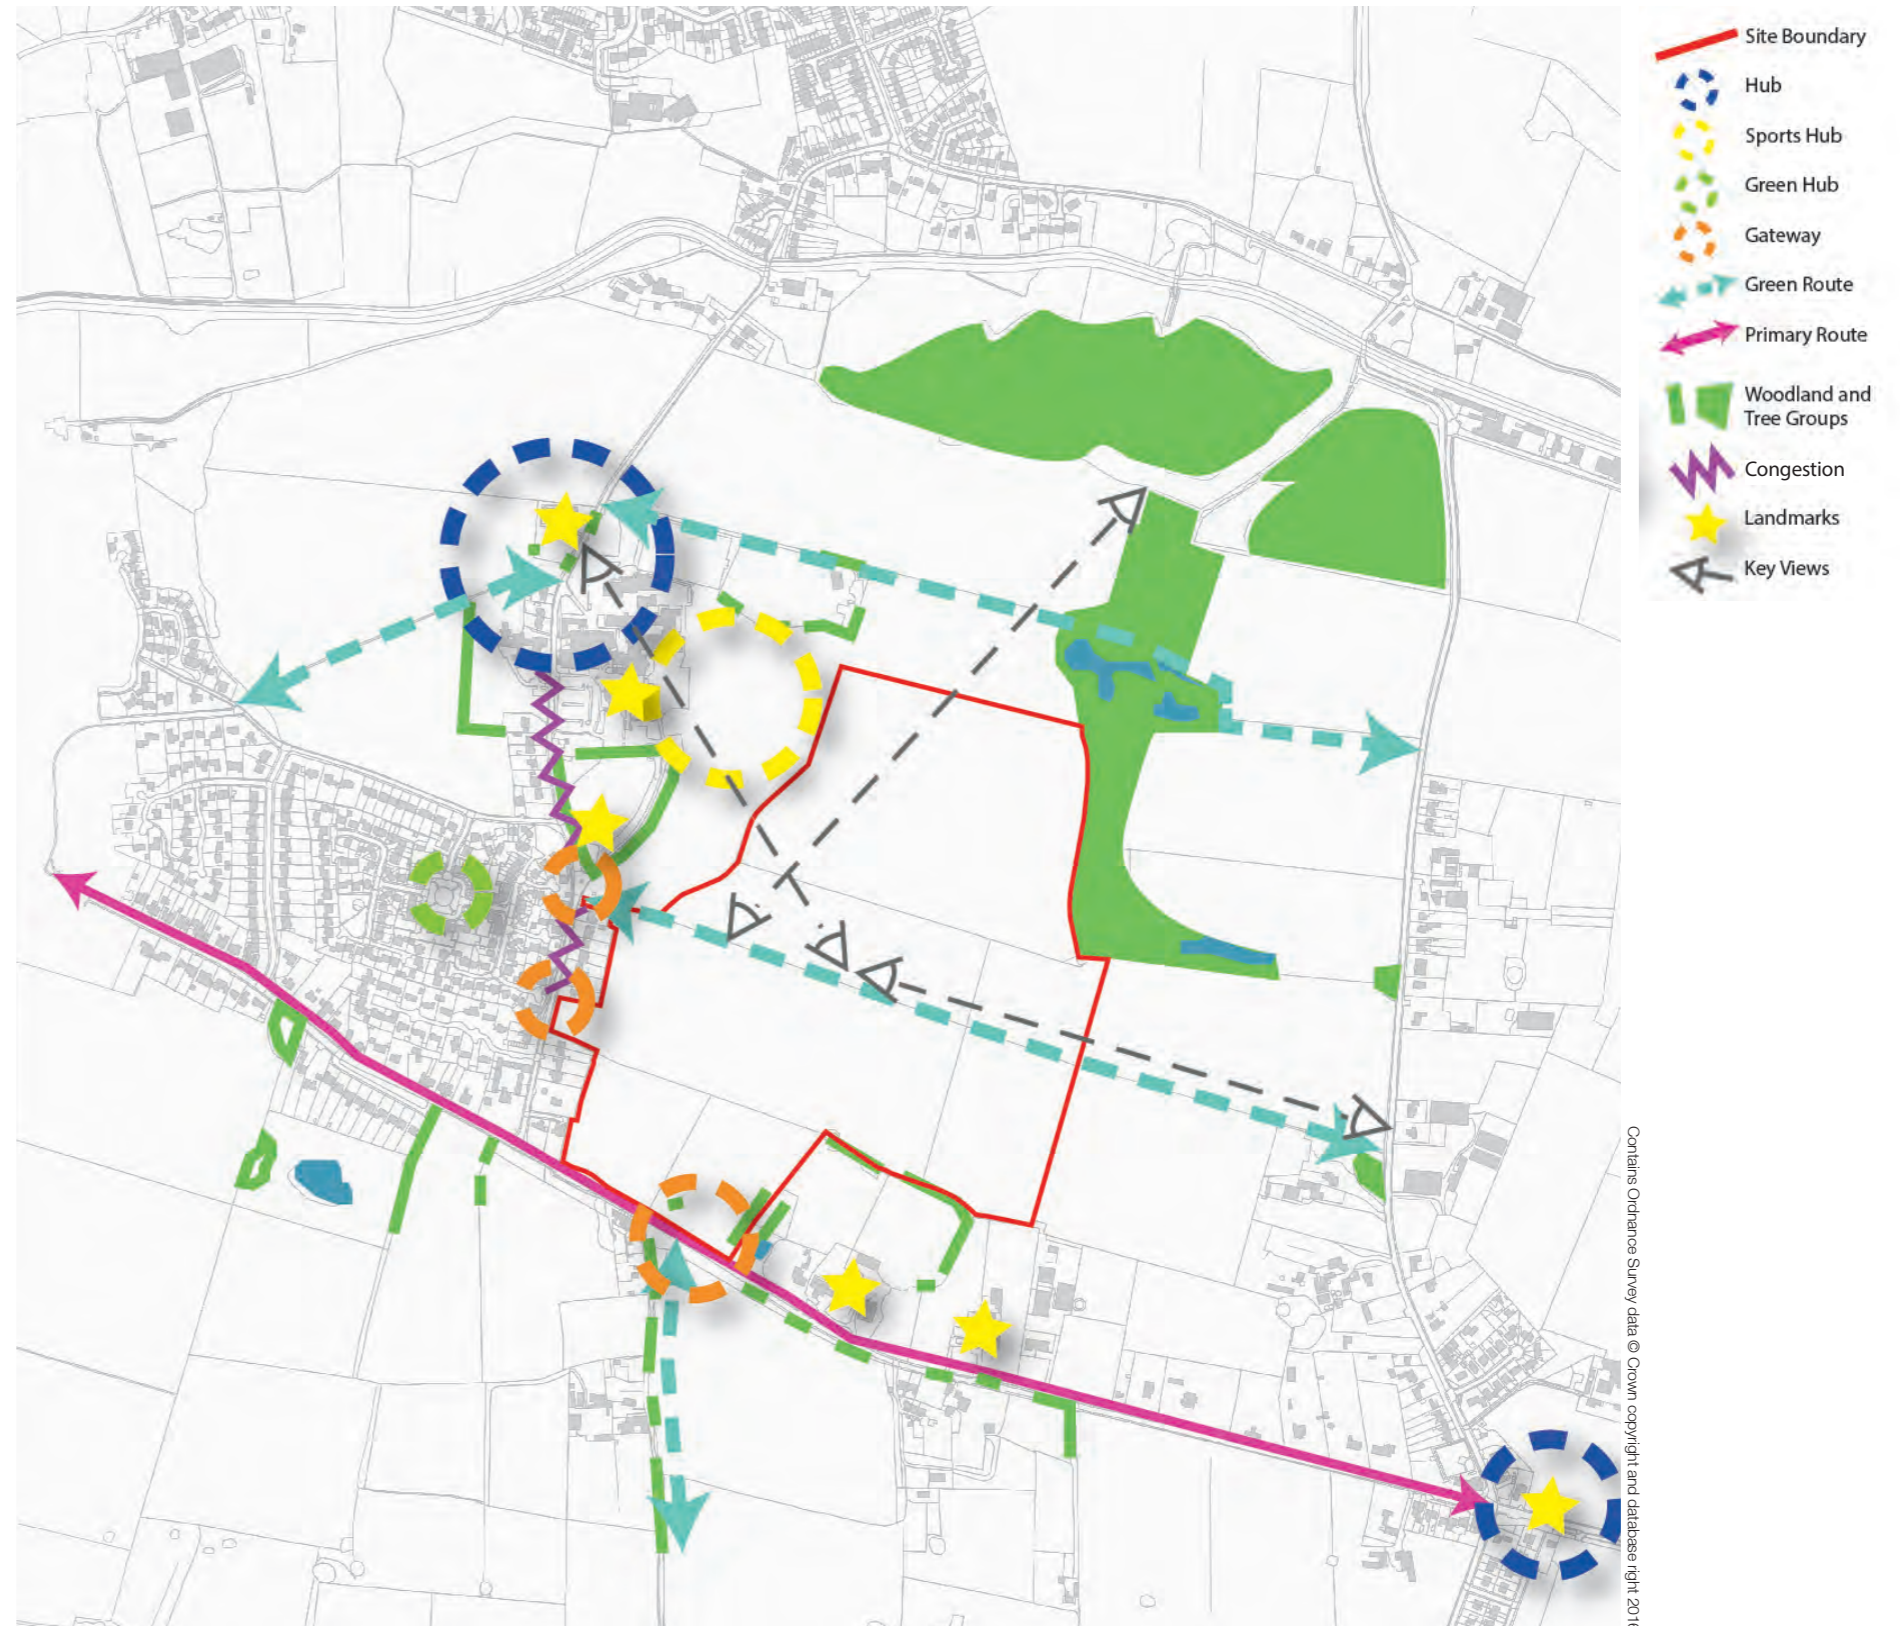 Site Boundary
Hub
Sports Hub
Green Hub
Gateway
Green Route
Primary Route
Woodland and
Tree Groups
Congestion
Landmarks
Key Views
Contains Ordnance Survey data © Crown copyright and database right 2016